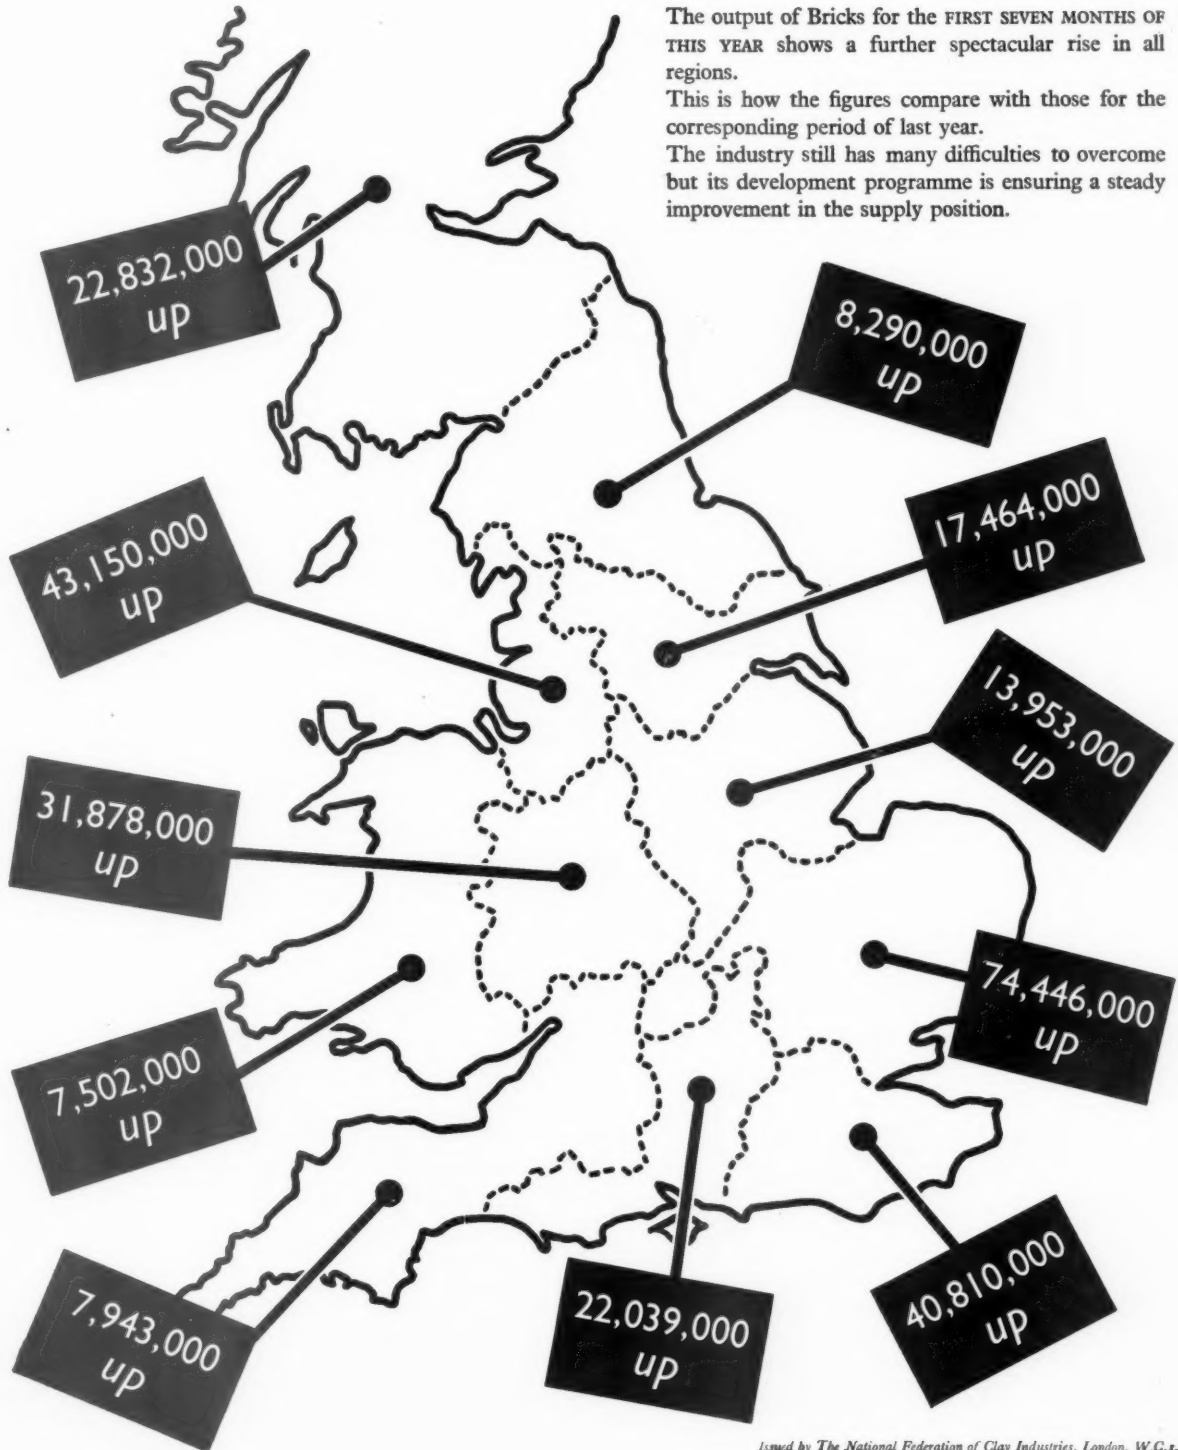 The output of Bricks for the FIRST SEVEN MONTHS OF
THIS YEAR shows a further spectacular rise in all
regions.
This is how the figures compare with those for the
corresponding period of last year.
The industry still has many difficulties to overcome
but its development programme is ensuring a steady
improvement in the supply position.
22,832,000
up
8,290,000
up
17,464,000
up
43,150,000
up
13,953,000
up
31,878,000
up
74,446,000
up
7,502,000
up
40,810,000
up
22,039,000
up
7,943,000
up
Issued by The National Federation of Clay Industries, London, W.C.1.